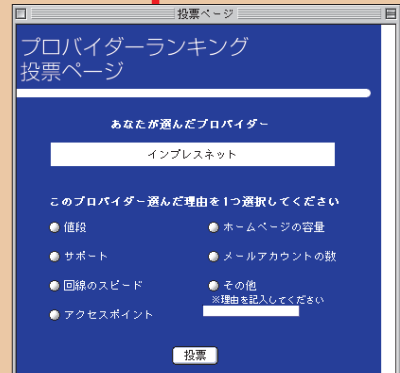 投票ページ
プロバイダーランキング
投票ページ
あなたが選んだプロバイダー
インプレスネット
このプロバイダー選んだ理由を1つ選択してください
値段
ホームページの容量
サポート
メールアカウントの数
回線のスピード
その他
※理由を記入してください
アクセスポイント
投票